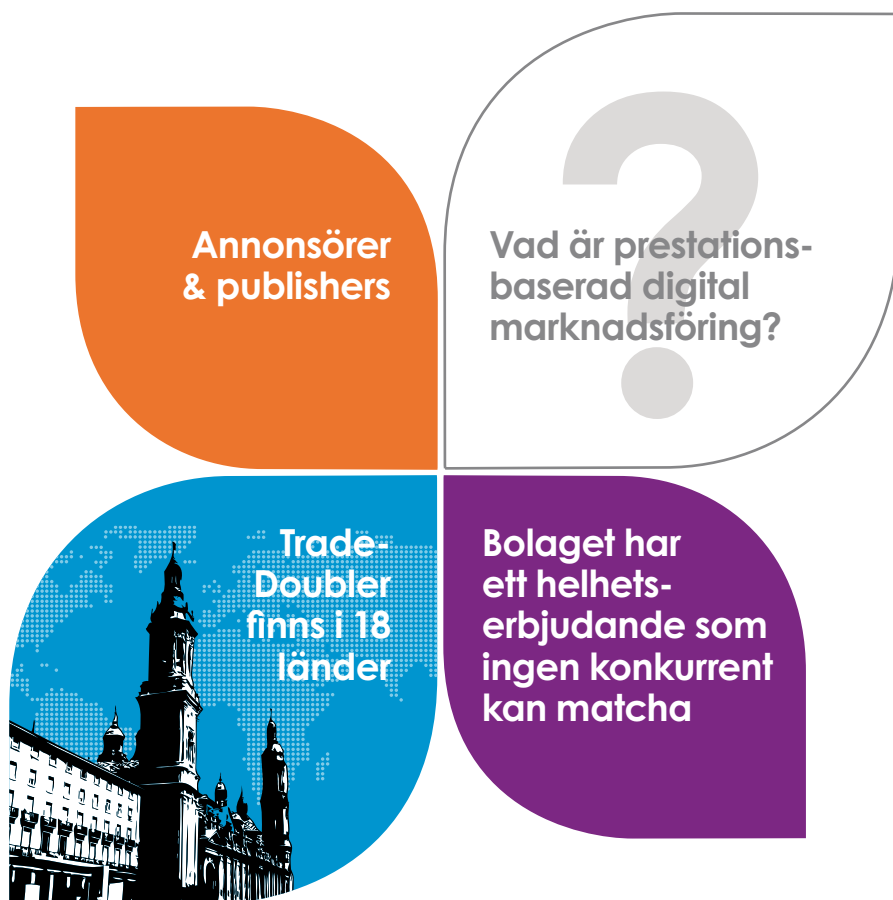 Annonsörer
& publishers
?
Vad är prestations-
baserad digital
marknadsföring?
Trade-
Doubler
finns i 18
länder
Bolaget har
ett helhets-
erbjudande som
ingen konkurrent
kan matcha